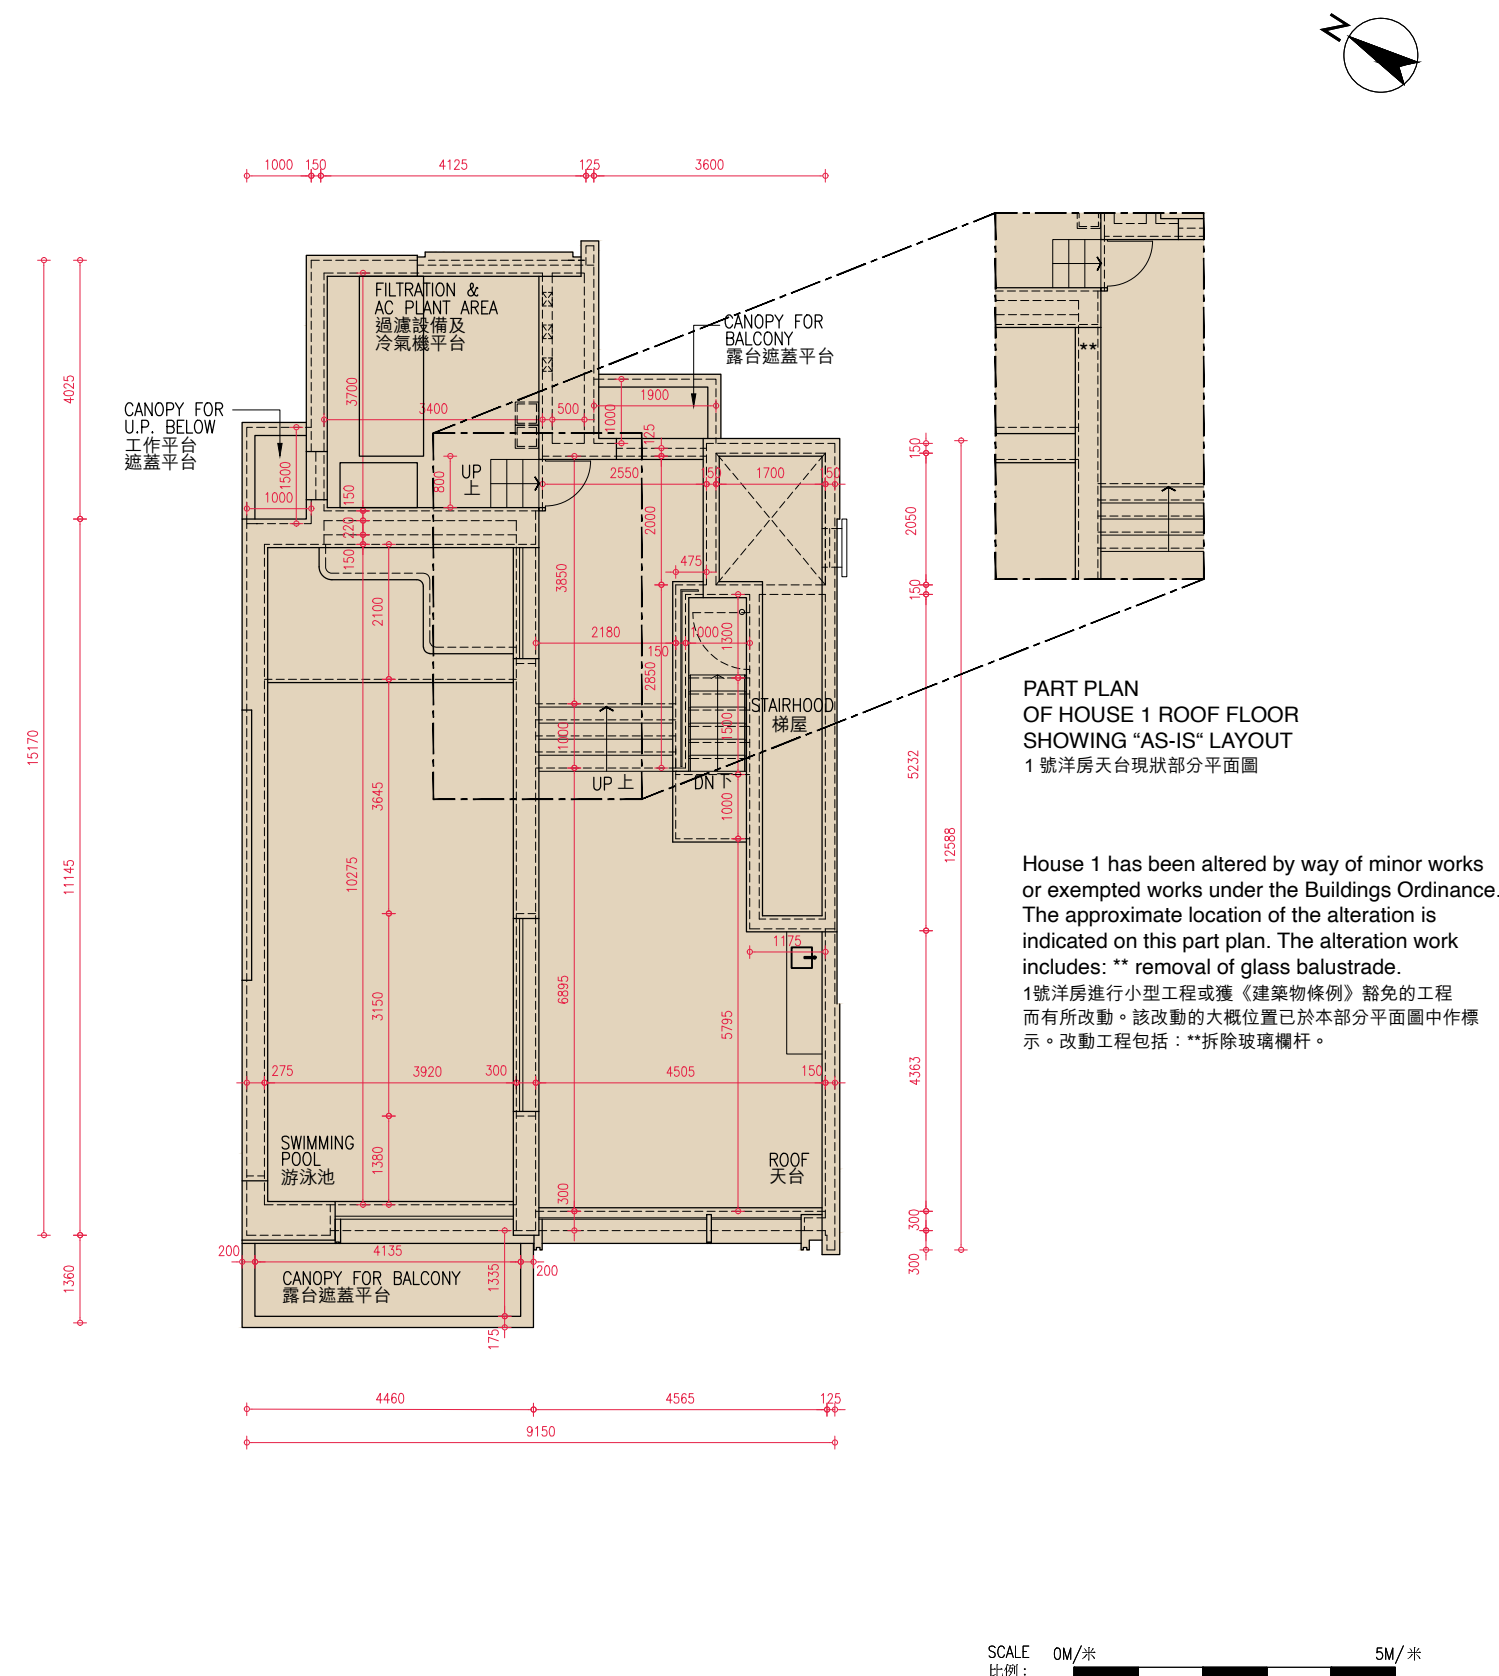 N
1000 150 4125 125 3600
FILTRATION &
AC PLANT AREA
過濾設備及
冷氣機平台
CANOPY FOR
BALCONY
露台遮蓋平台
**
4025
3700
3400
500
1900
1000
125
CANOPY FOR
U.P. BELOW
工作平台
遮蓋平台
1500
1000
UP
上
800
2550
150
1700
150
150
150
220
150
2000
475
2050
150
3850
2100
2180
150
1000
1300
2850
STAIRHOOD
梯屋
1500
1000
PART PLAN
OF HOUSE 1 ROOF FLOOR
SHOWING “AS-IS“ LAYOUT
1 號洋房天台現狀部分平面圖
15170
3645
UP 上
DN 下
1000
5232
12588
11145
10275
House 1 has been altered by way of minor works
or exempted works under the Buildings Ordinance.
The approximate location of the alteration is
indicated on this part plan. The alteration work
includes: ** removal of glass balustrade.
1號洋房進行小型工程或獲《建築物條例》豁免的工程
而有所改動。該改動的大概位置已於本部分平面圖中作標
示。改動工程包括：**拆除玻璃欄杆。
1175
6895
3150
5795
275 3920 300 4505 150
4363
SWIMMING
POOL
游泳池
1380
ROOF
天台
300
300
300
200 4135 200
1335
1360
CANOPY FOR BALCONY
露台遮蓋平台
175
4460 4565 125
9150
SCALE 0M/米 5M/米
比例 :